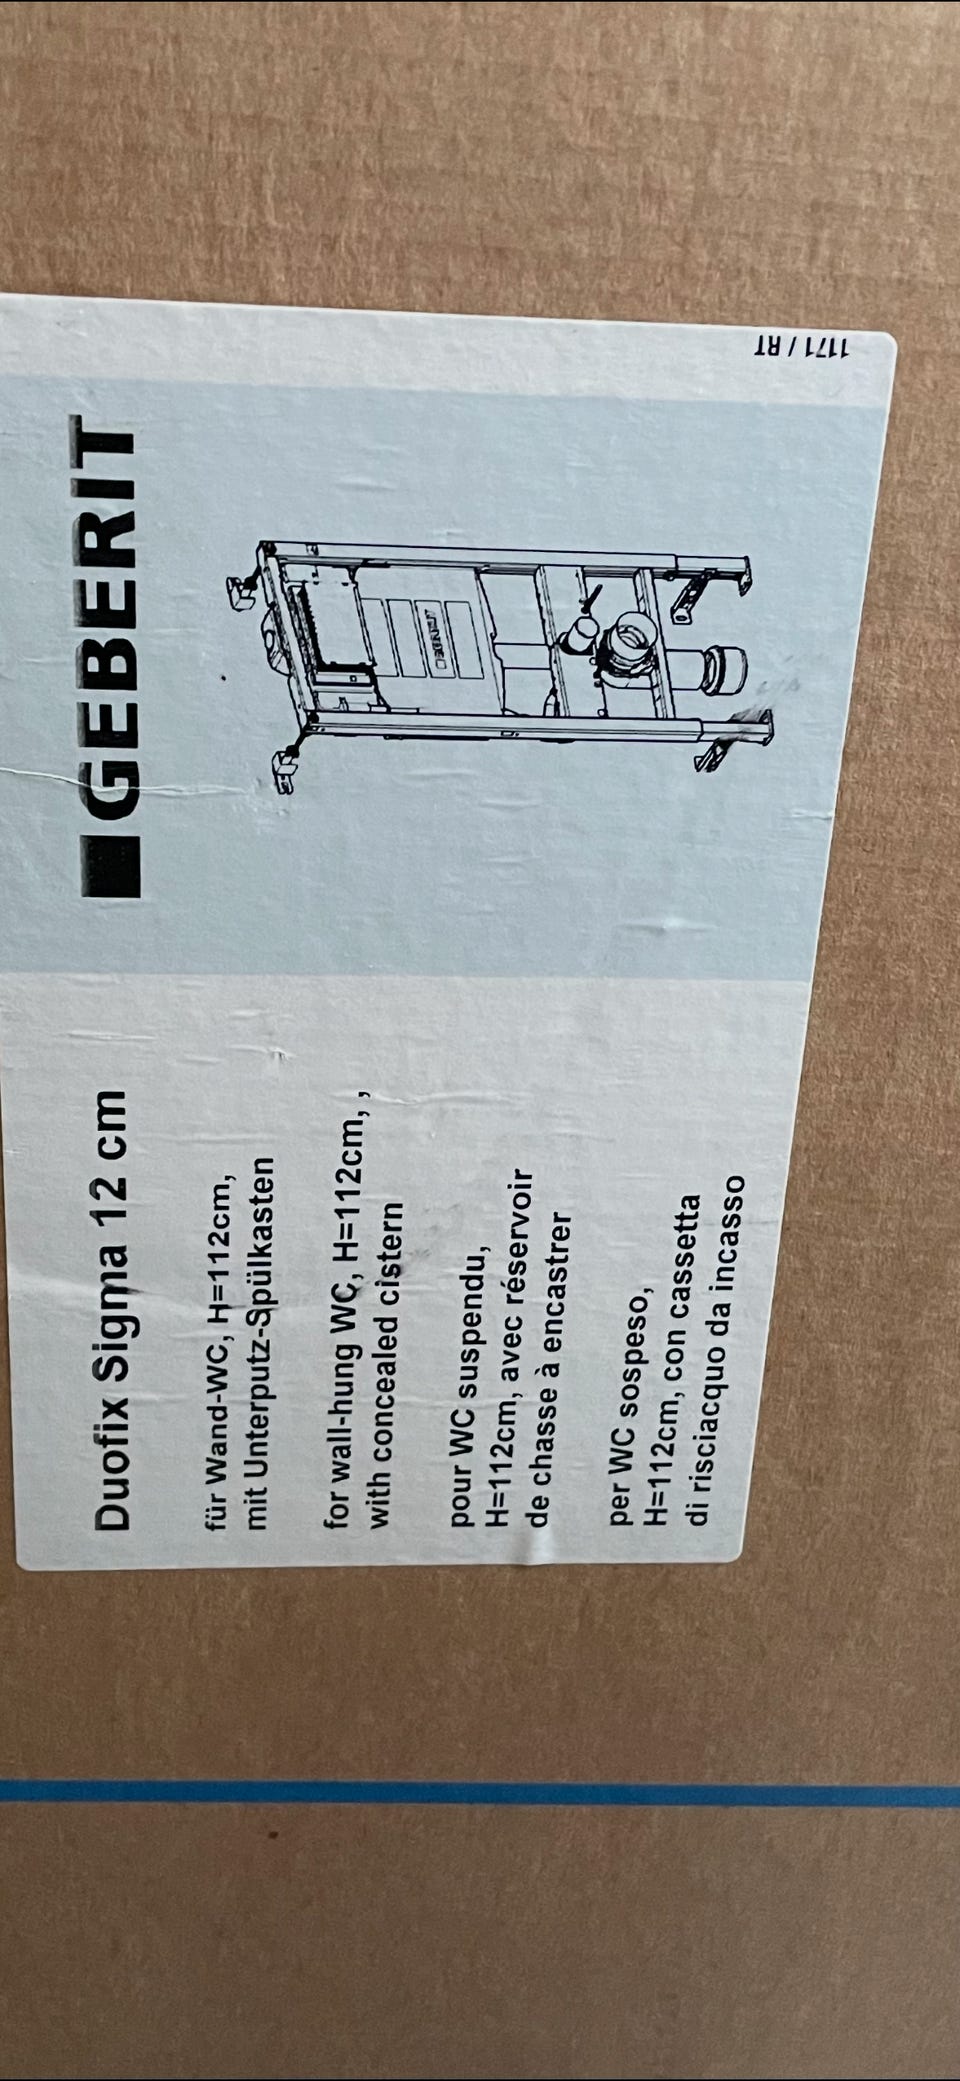 Duofix Sigma 12 cm
für Wand-WC, H=112cm,
mit Unterputz-Spülkasten
for wall-hung WC, H=112cm, ,
with concealed cistern
pour WC suspendu,
H=112cm, avec réservoir
de chasse à encastrer
per WC sospeso,
H=112cm, con cassetta
di risciacquo da incasso
GEBERIT
GEBERIT
1171 / RT